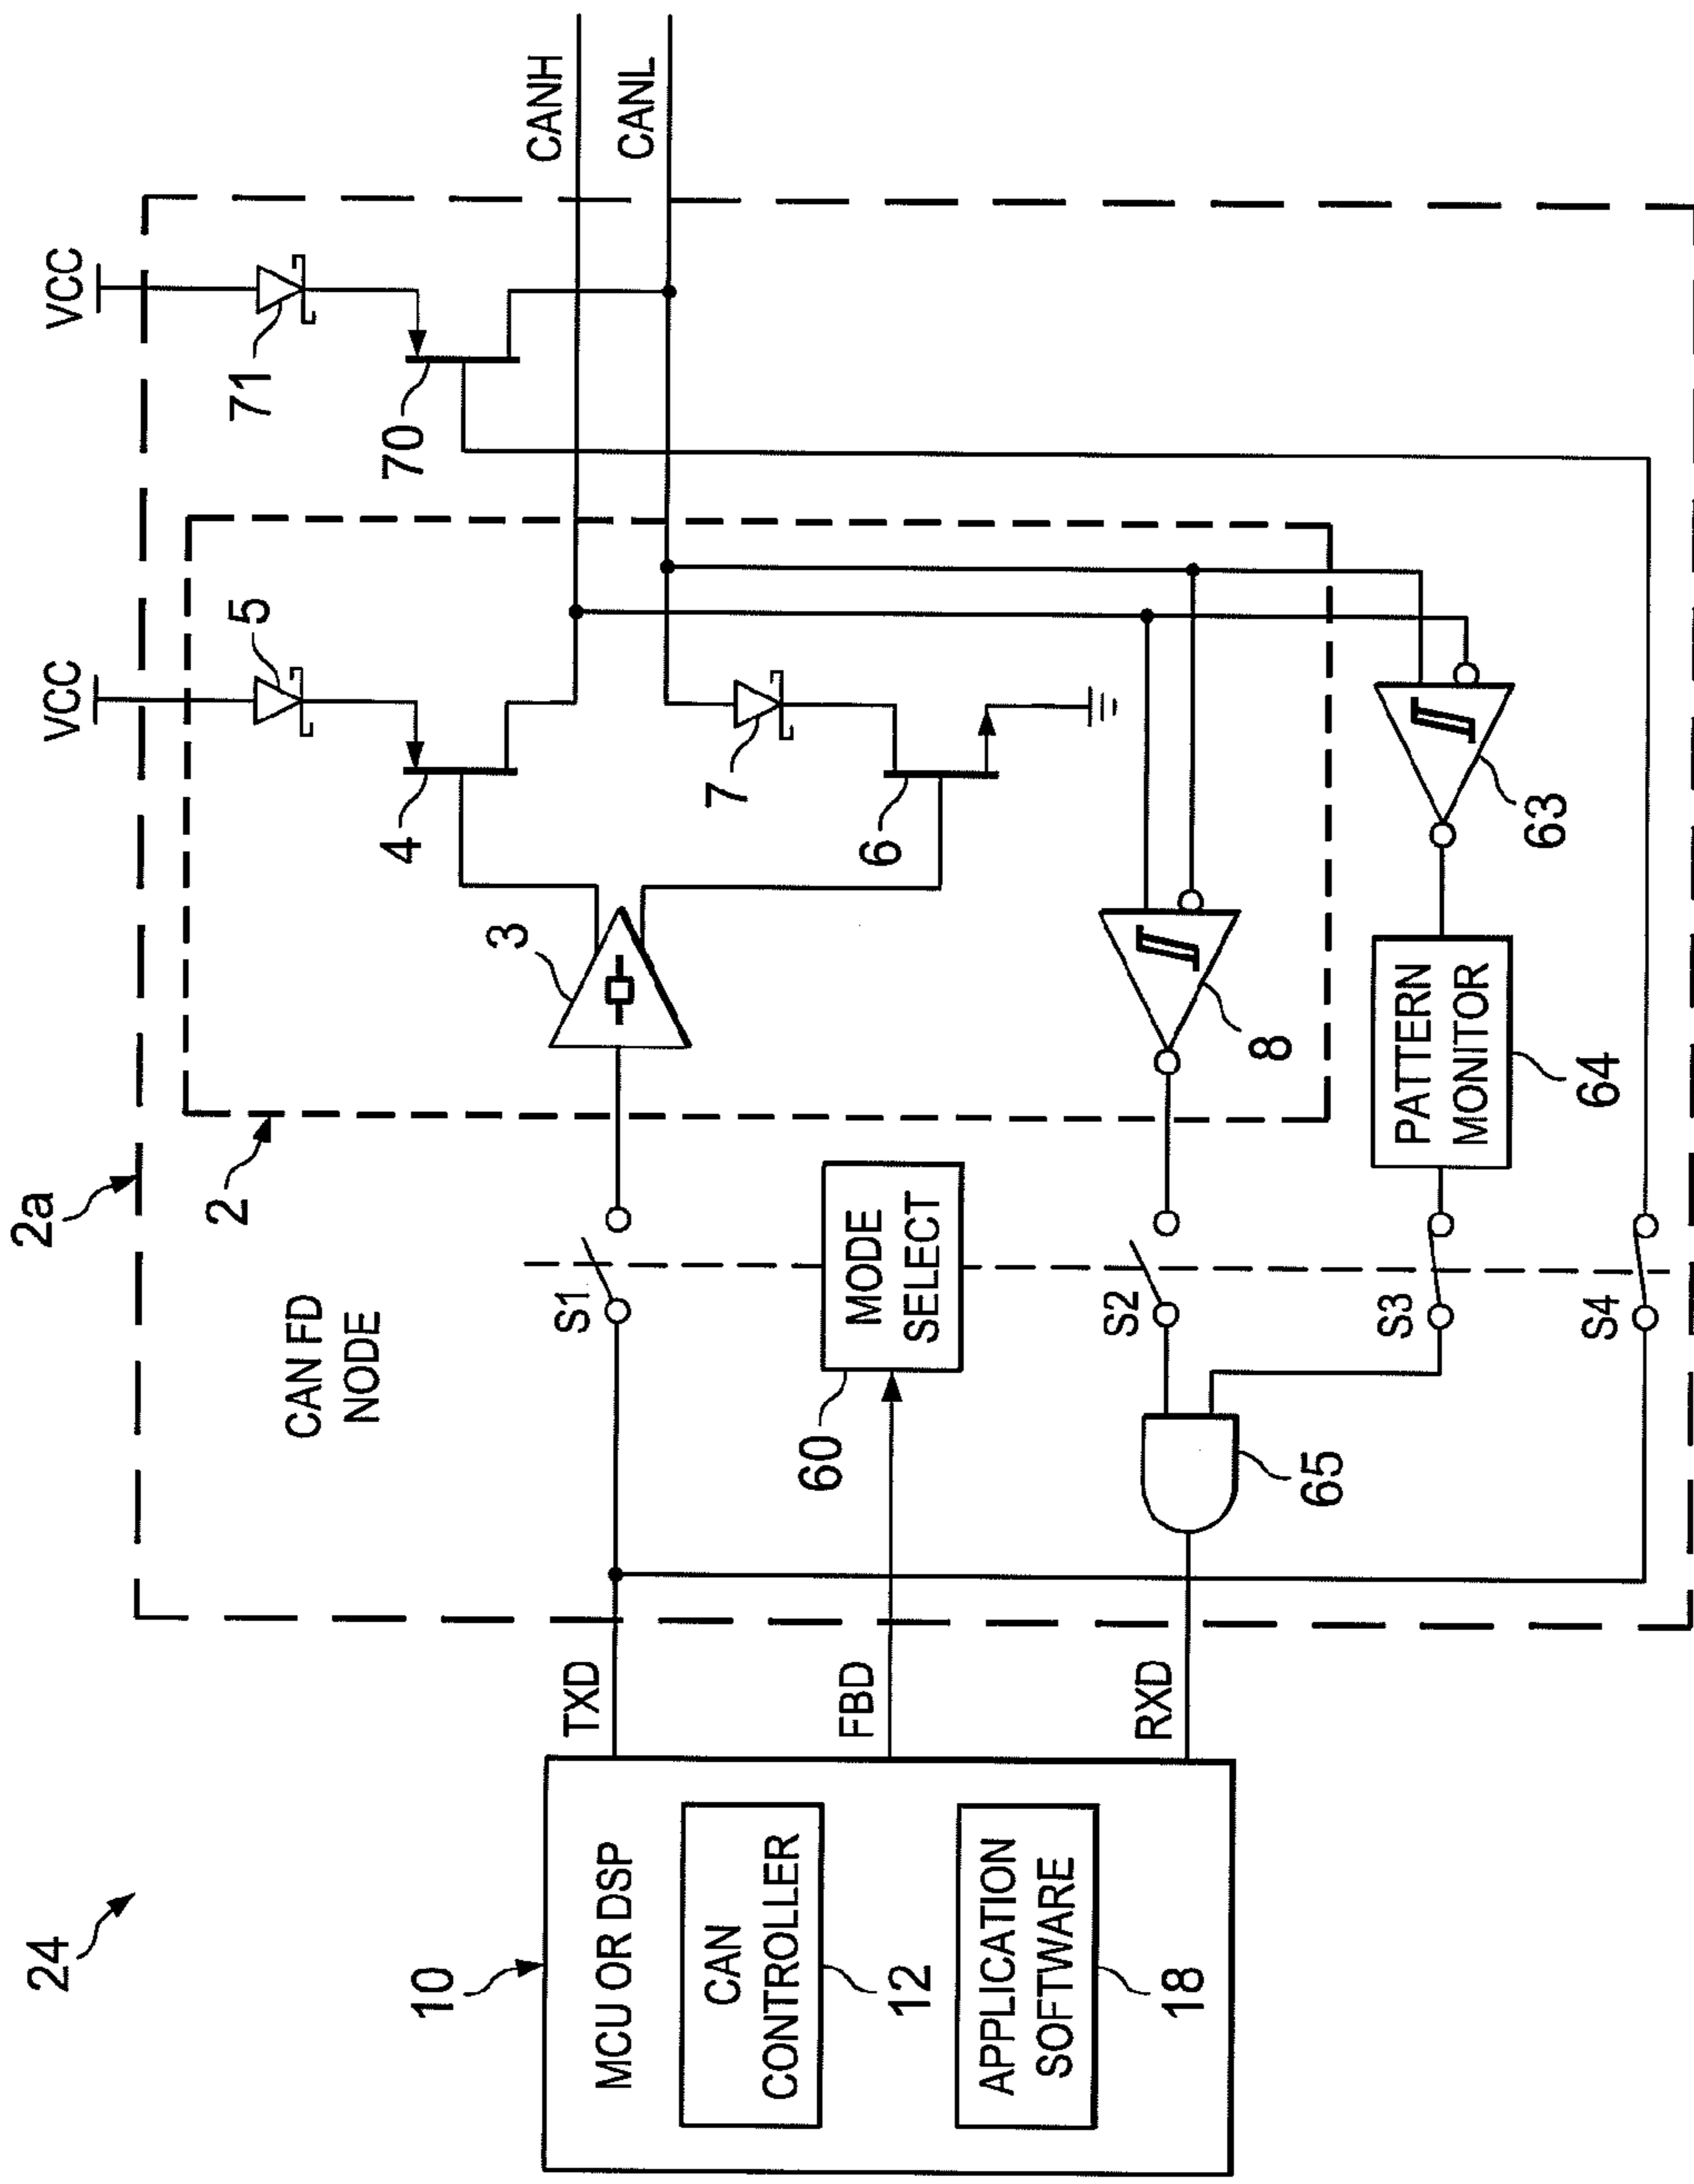 24
2a
2
CAN FD
NODE
VCC
VCC
5
71
4
70
3
7
6
CANH
CANL
10
MCU OR DSP
CAN
CONTROLLER
12
APPLICATION
SOFTWARE
18
TXD
FBD
RXD
S1
60
MODE
SELECT
S2
65
S3
S4
8
PATTERN
MONITOR
64
63